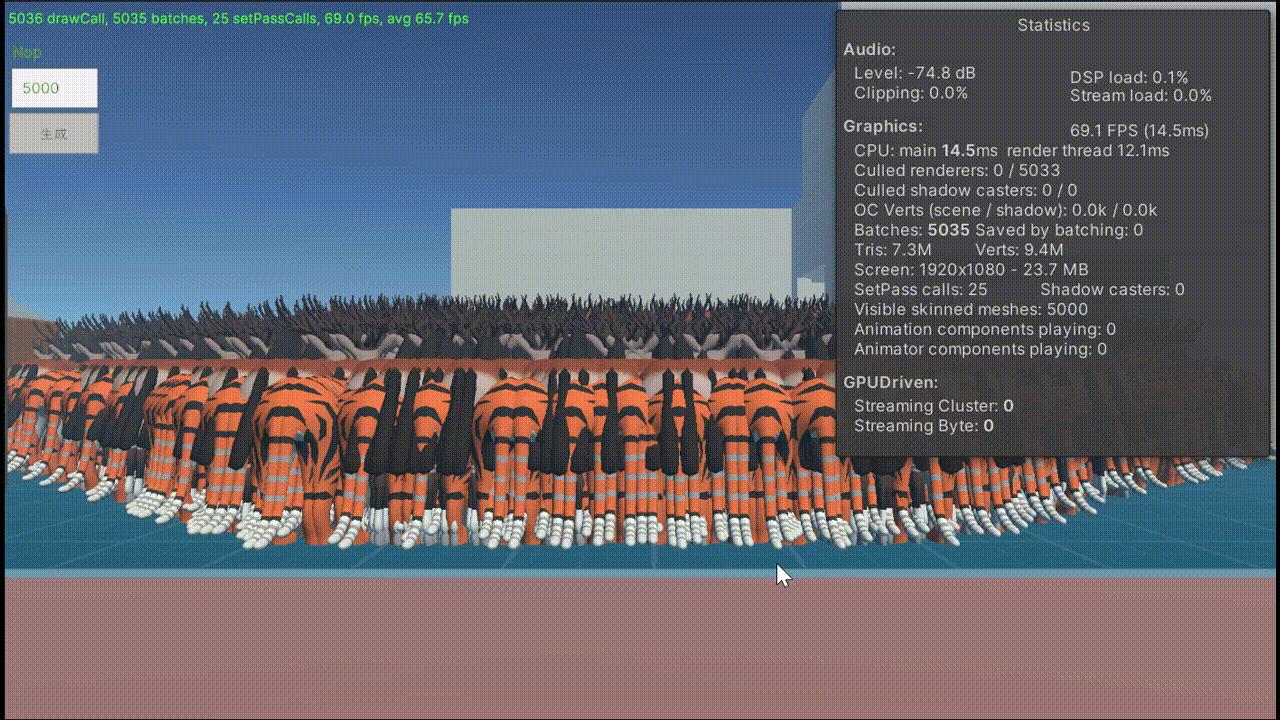 5036 drawCall, 5035 batches, 25 setPassCalls, 69.0 fps, avg 65.7 fps
Nop
5000
生成
Statistics
Audio:
Level: -74.8 dB
DSP load: 0.1%
Clipping: 0.0%
Stream load: 0.0%
Graphics:
69.1 FPS (14.5ms)
CPU: main 14.5ms render thread 12.1ms
Culled renderers: 0 / 5033
Culled shadow casters: 0 / 0
OC Verts (scene / shadow): 0.0k / 0.0k
Batches: 5035 Saved by batching: 0
Tris: 7.3M Verts: 9.4M
Screen: 1920x1080 - 23.7 MB
SetPass calls: 25 Shadow casters: 0
Visible skinned meshes: 5000
Animation components playing: 0
Animator components playing: 0
GPUDriven:
Streaming Cluster: 0
Streaming Byte: 0